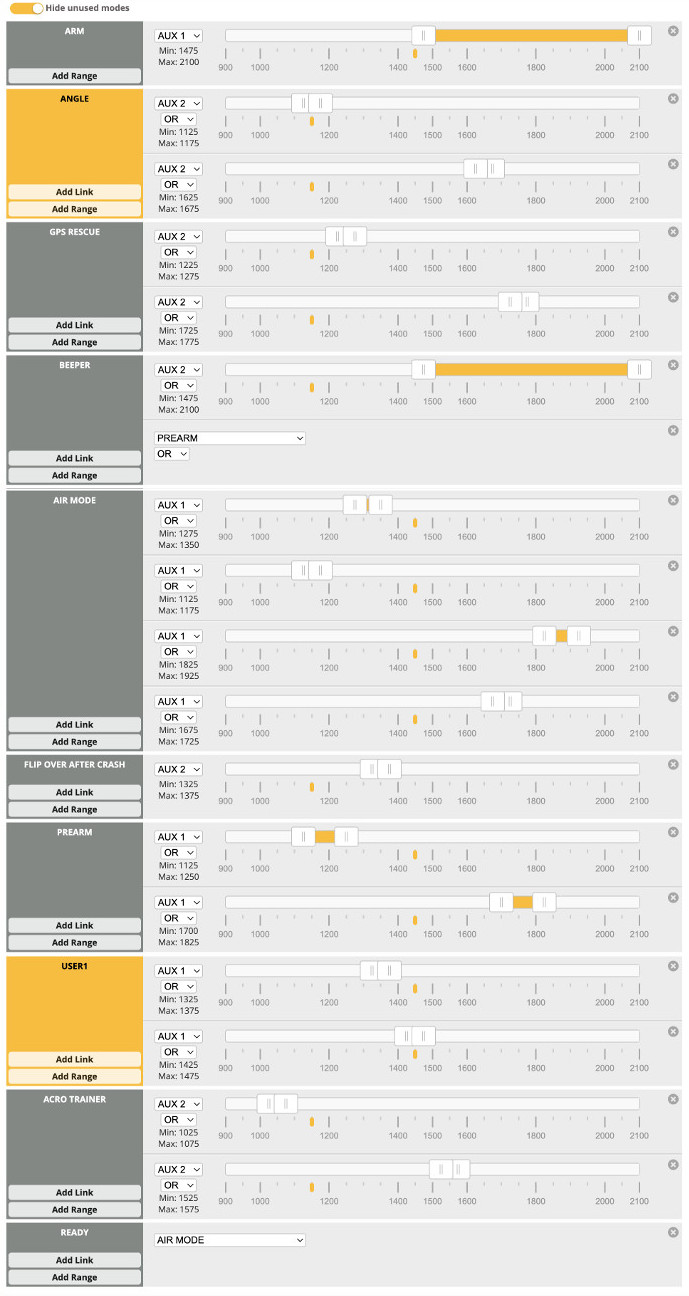 Hide unused modes
ARM
AUX 1
Min: 1475
Max: 2100
900 1000 1200 1400 1500 1600 1800 2000 2100
Add Range
ANGLE
AUX 2
OR
Min: 1125
Max: 1175
900 1000 1200 1400 1500 1600 1800 2000 2100
AUX 2
OR
Min: 1625
Max: 1675
900 1000 1200 1400 1500 1600 1800 2000 2100
Add Link
Add Range
GPS RESCUE
AUX 2
OR
Min: 1225
Max: 1275
900 1000 1200 1400 1500 1600 1800 2000 2100
AUX 2
OR
Min: 1725
Max: 1775
900 1000 1200 1400 1500 1600 1800 2000 2100
Add Link
Add Range
BEEPER
AUX 2
OR
Min: 1475
Max: 2100
900 1000 1200 1400 1500 1600 1800 2000 2100
PREARM
OR
Add Link
Add Range
AIR MODE
AUX 1
OR
Min: 1275
Max: 1350
900 1000 1200 1400 1500 1600 1800 2000 2100
AUX 1
OR
Min: 1125
Max: 1175
900 1000 1200 1400 1500 1600 1800 2000 2100
AUX 1
OR
Min: 1825
Max: 1925
900 1000 1200 1400 1500 1600 1800 2000 2100
AUX 1
OR
Min: 1675
Max: 1725
900 1000 1200 1400 1500 1600 1800 2000 2100
Add Link
Add Range
FLIP OVER AFTER CRASH
AUX 2
Min: 1325
Max: 1375
900 1000 1200 1400 1500 1600 1800 2000 2100
Add Link
Add Range
PREARM
AUX 1
OR
Min: 1125
Max: 1250
900 1000 1200 1400 1500 1600 1800 2000 2100
AUX 1
OR
Min: 1700
Max: 1825
900 1000 1200 1400 1500 1600 1800 2000 2100
Add Link
Add Range
USER1
AUX 1
OR
Min: 1325
Max: 1375
900 1000 1200 1400 1500 1600 1800 2000 2100
AUX 1
OR
Min: 1425
Max: 1475
900 1000 1200 1400 1500 1600 1800 2000 2100
Add Link
Add Range
ACRO TRAINER
AUX 2
OR
Min: 1025
Max: 1075
900 1000 1200 1400 1500 1600 1800 2000 2100
AUX 2
OR
Min: 1525
Max: 1575
900 1000 1200 1400 1500 1600 1800 2000 2100
Add Link
Add Range
READY
AIR MODE
Add Link
Add Range